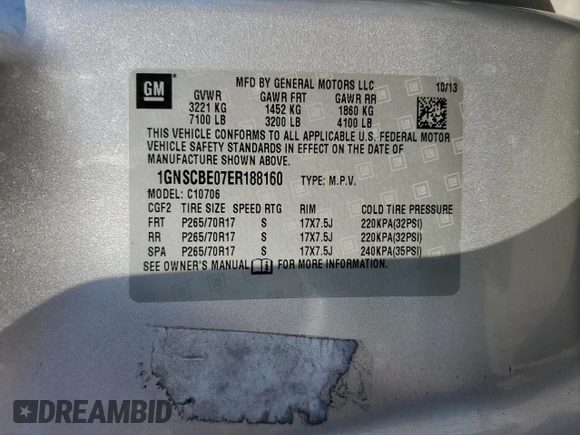 GM
MFD BY GENERAL MOTORS LLC 10/13
GVWR GAWR FRT GAWR RR
3221 KG 1452 KG 1860 KG
7100 LB 3200 LB 4100 LB
THIS VEHICLE CONFORMS TO ALL APPLICABLE U.S. FEDERAL MOTOR
VEHICLE SAFETY STANDARDS IN EFFECT ON THE DATE OF
MANUFACTURE SHOWN ABOVE.
1GNSCBE07ER188160 TYPE: M.P.V.
MODEL: C10706
CGF2 TIRE SIZE SPEED RTG RIM COLD TIRE PRESSURE
FRT P265/70R17 S 17X7.5J 220KPA(32PSI)
RR P265/70R17 S 17X7.5J 220KPA(32PSI)
SPA P265/70R17 S 17X7.5J 240KPA(35PSI)
SEE OWNER'S MANUAL FOR MORE INFORMATION.
DREAMBID